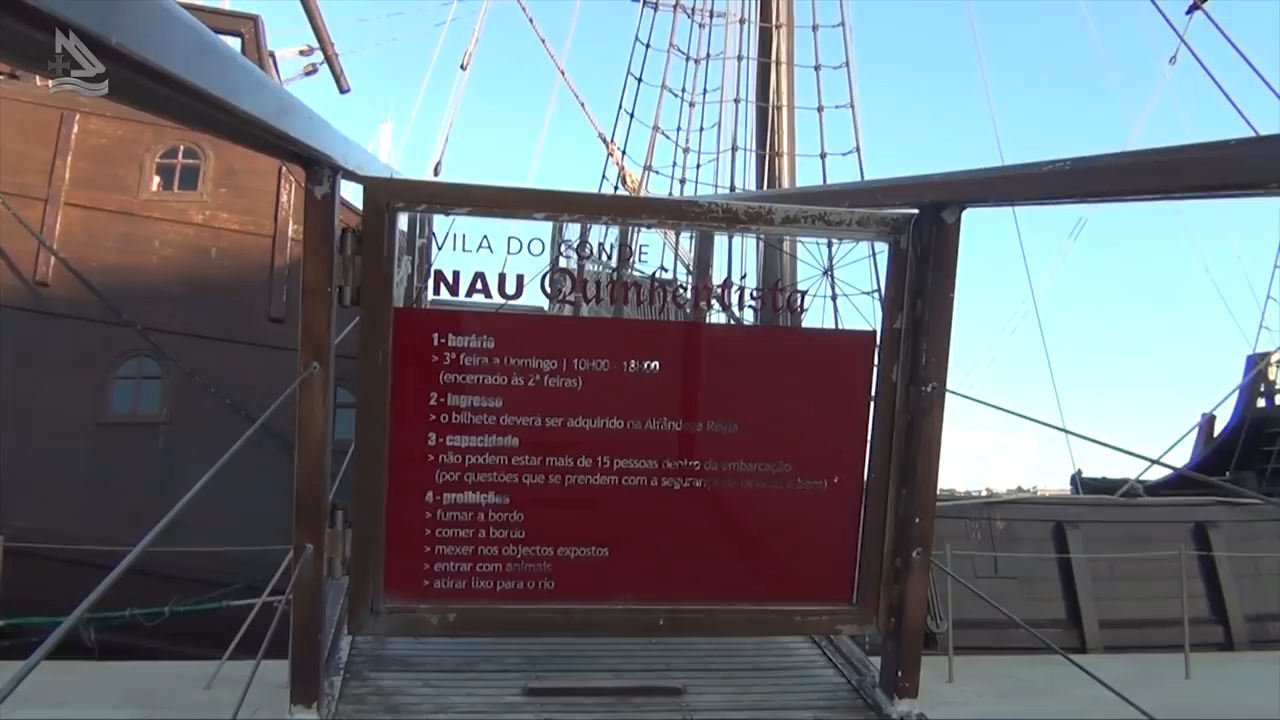 VILA DO CONDE
NAU Quinhentista
1 - horário
> 3ª feira a Domingo | 10H00 - 18H00
(encerrado às 2ª feiras)
2 - ingresso
> o bilhete deverá ser adquirido na Alfândega Régia
3 - capacidade
> não podem estar mais de 15 pessoas dentro da embarcação
(por questões que se prendem com a segurança de pessoas e bens)
4 - proibições
> fumar a bordo
> comer a bordo
> mexer nos objectos expostos
> entrar com animais
> atirar lixo para o rio